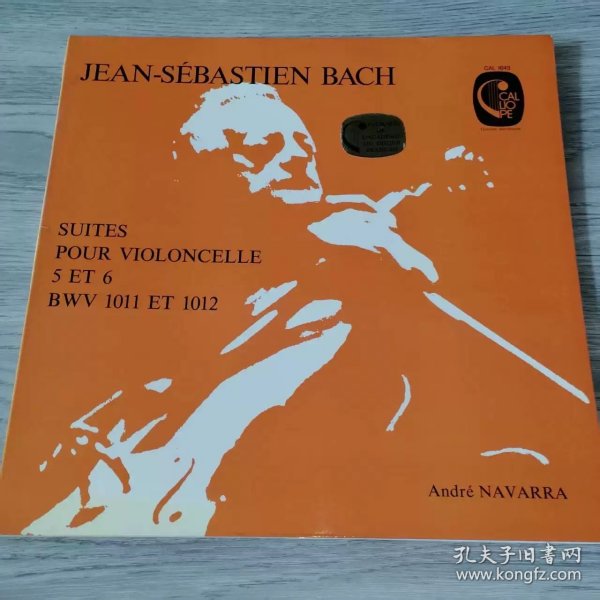 JEAN-SÉBASTIEN BACH
CAL 1643
CAL
LIO
PE
SUITES
POUR VIOLONCELLE
5 ET 6
BWV 1011 ET 1012
André NAVARRA
孔夫子旧书网
www.kongfz.com